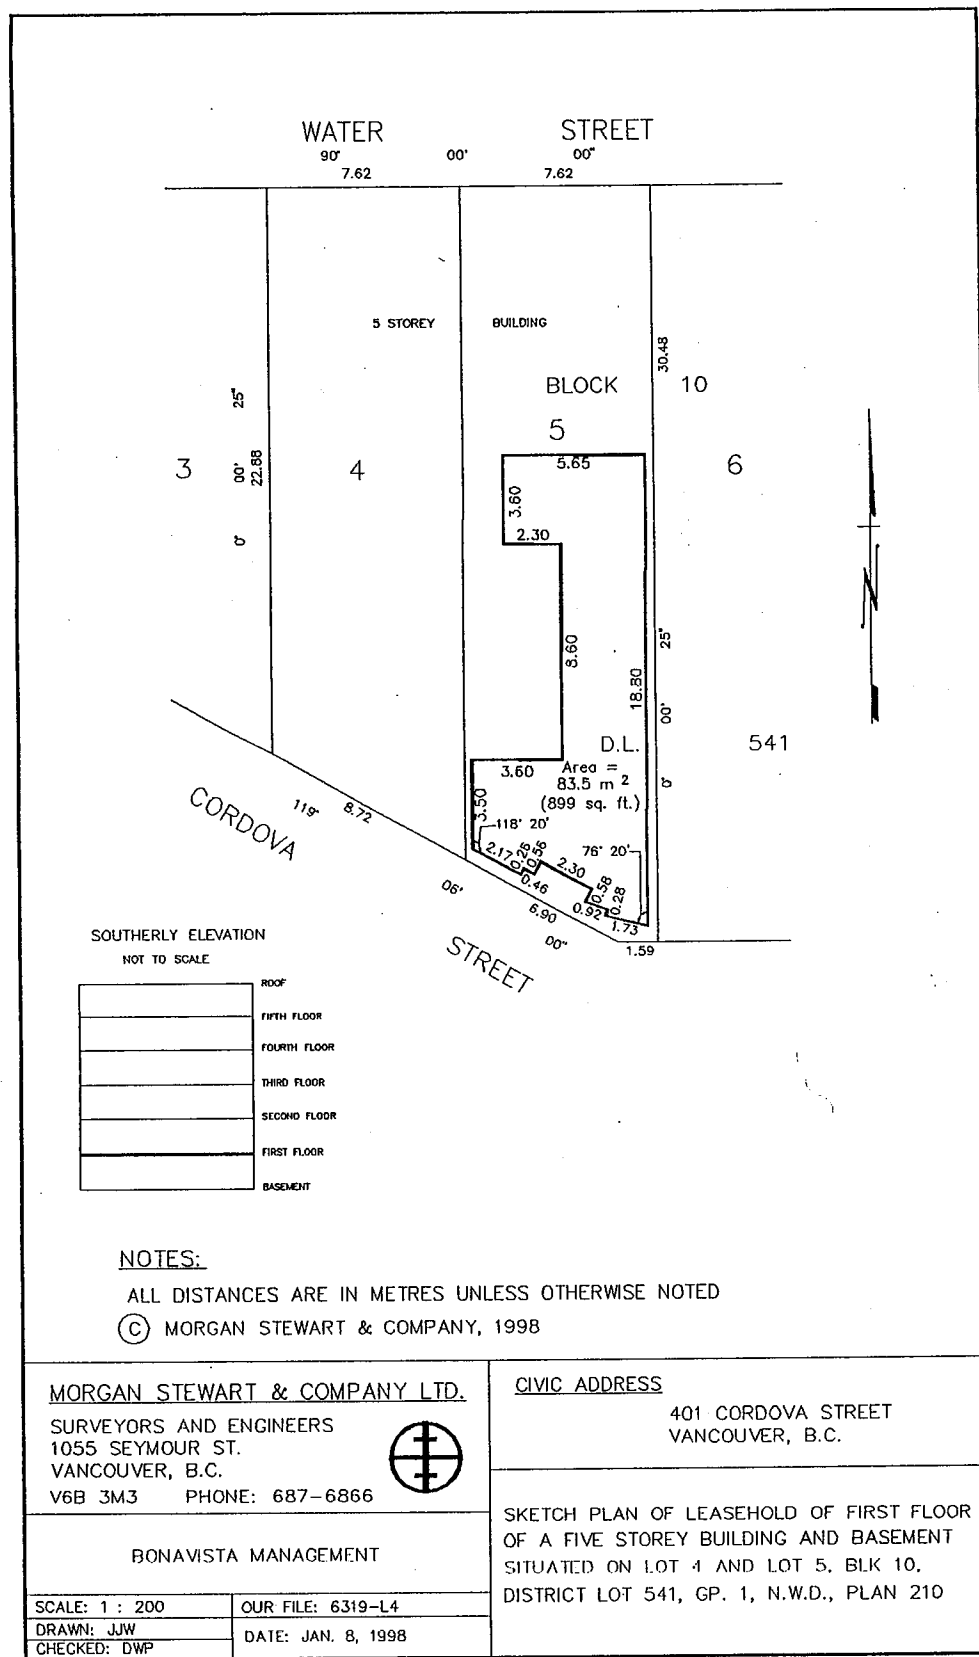 WATER STREET
90° 00' 00"
7.62 7.62
5 STOREY BUILDING
30.48
BLOCK 10
25"
5
3 00' 4 6
22.88
5.65
3.60
2.30
0'
8.60
25"
18.80
00'
D.L. 541
3.60
Area =
83.5 m 2
(899 sq. ft.)
0'
3.50
118° 20'
CORDOVA
119° 8.72
2.17
0.26
0.56
2.30
76° 20'
0.46
0.58
0.28
0.92
1.73
06'
6.90
00"
1.59
STREET
N
SOUTHERLY ELEVATION
NOT TO SCALE
ROOF
FIFTH FLOOR
FOURTH FLOOR
THIRD FLOOR
SECOND FLOOR
FIRST FLOOR
BASEMENT
NOTES:
ALL DISTANCES ARE IN METRES UNLESS OTHERWISE NOTED
© MORGAN STEWART & COMPANY, 1998
MORGAN STEWART & COMPANY LTD.
SURVEYORS AND ENGINEERS
1055 SEYMOUR ST.
VANCOUVER, B.C.
V6B 3M3 PHONE: 687-6866
BONAVISTA MANAGEMENT
SCALE: 1 : 200
OUR FILE: 6319-L4
DRAWN: JJW
CHECKED: DWP
DATE: JAN. 8, 1998
CIVIC ADDRESS
401 CORDOVA STREET
VANCOUVER, B.C.
SKETCH PLAN OF LEASEHOLD OF FIRST FLOOR
OF A FIVE STOREY BUILDING AND BASEMENT
SITUATED ON LOT 4 AND LOT 5, BLK 10,
DISTRICT LOT 541, GP. 1, N.W.D., PLAN 210